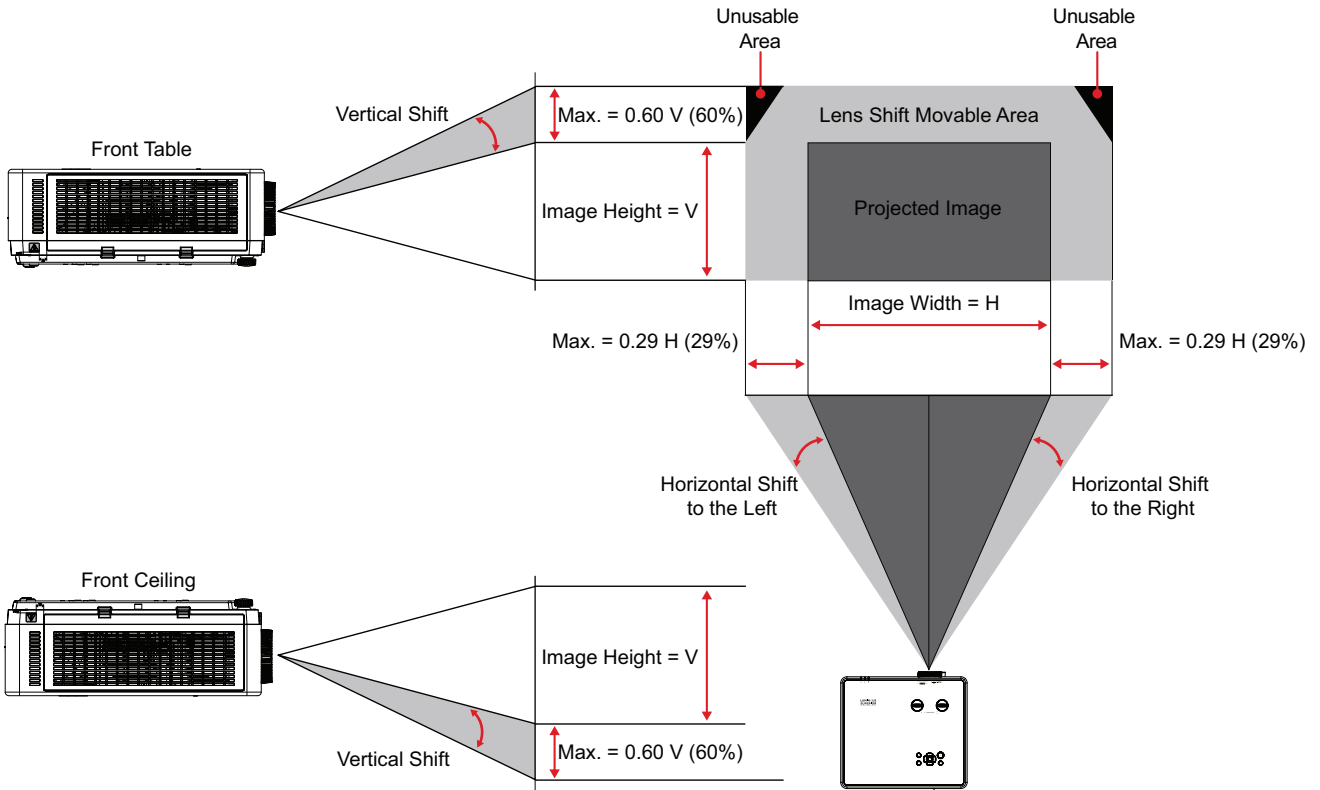 Unusable
Area
Unusable
Area
Vertical Shift
Max. = 0.60 V (60%)
Lens Shift Movable Area
Front Table
Image Height = V
Projected Image
Image Width = H
Max. = 0.29 H (29%)
Max. = 0.29 H (29%)
Horizontal Shift
to the Left
Horizontal Shift
to the Right
Front Ceiling
Image Height = V
Vertical Shift
Max. = 0.60 V (60%)